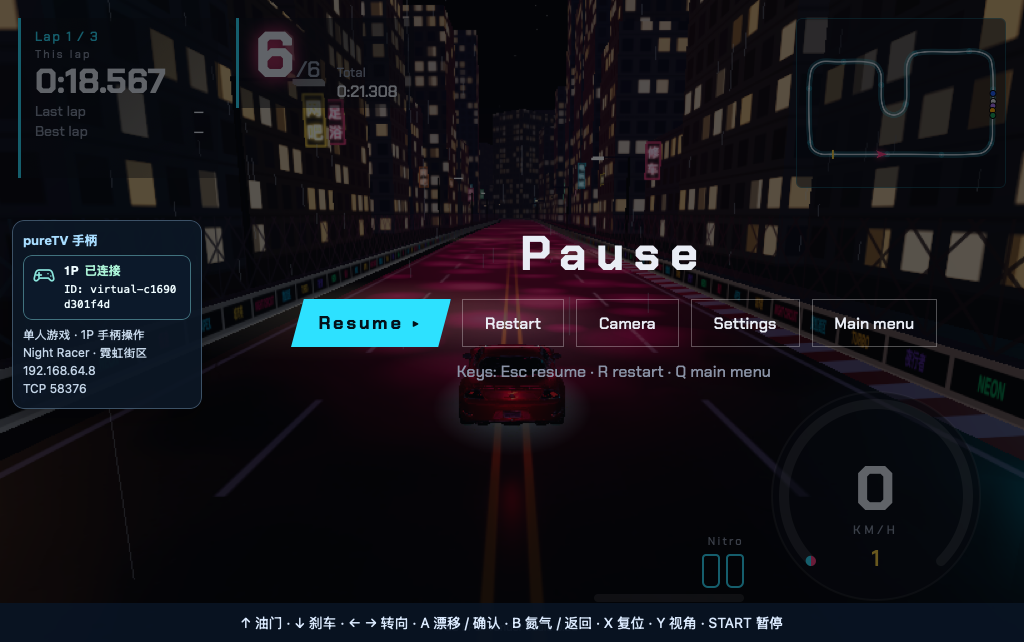 Lap 1 / 3
This lap
0:18.567
Last lap —
Best lap —
6/6
Total
0:21.308
足
浴
pureTV 手柄
1P 已连接
ID: virtual-c1690
d301f4d
单人游戏 · 1P 手柄操作
Night Racer · 霓虹街区
192.168.64.8
TCP 58376
Pause
Resume ▸
Restart
Camera
Settings
Main menu
Keys: Esc resume · R restart · Q main menu
NEON
0
KM/H
1
Nitro
↑ 油门 · ↓ 刹车 · ← → 转向 · A 漂移 / 确认 · B 氮气 / 返回 · X 复位 · Y 视角 · START 暂停